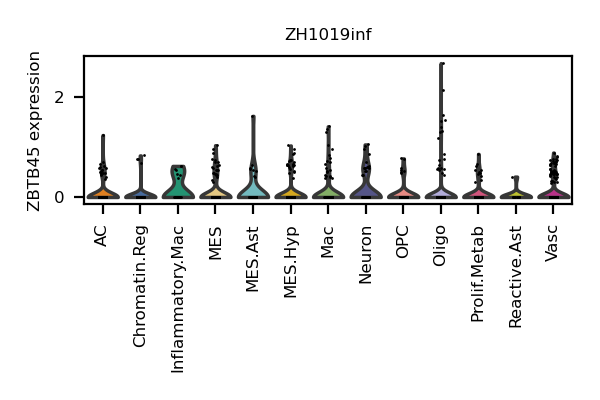 ZH1019inf
ZBTB45 expression
2
0
AC
Chromatin.Reg
Inflammatory.Mac
MES
MES.Ast
MES.Hyp
Mac
Neuron
OPC
Oligo
Prolif.Metab
Reactive.Ast
Vasc